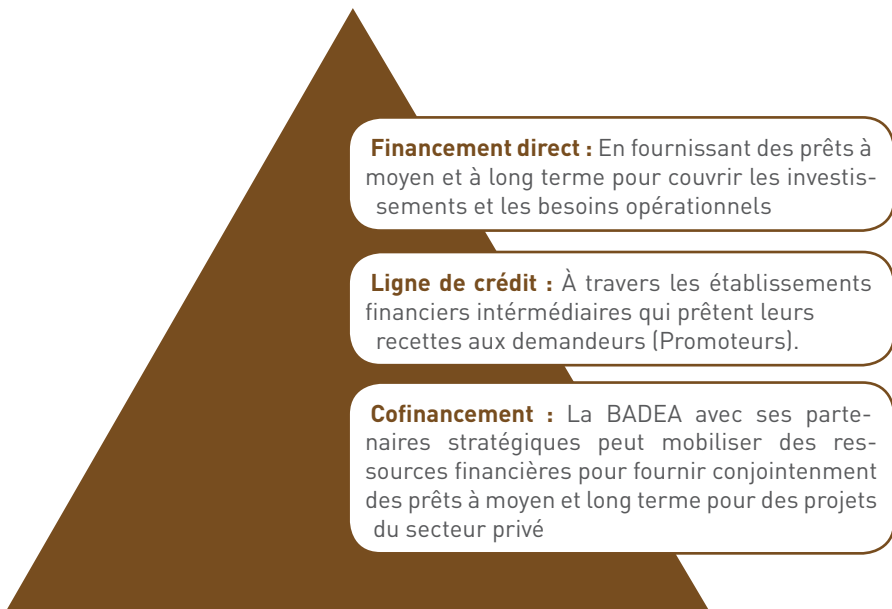 Financement direct : En fournissant des prêts à
moyen et à long terme pour couvrir les investis-
sements et les besoins opérationnels
Ligne de crédit : À travers les établissements
financiers intérmédiaires qui prêtent leurs
recettes aux demandeurs (Promoteurs).
Cofinancement : La BADEA avec ses parte-
naires stratégiques peut mobiliser des res-
sources financières pour fournir conjointenment
des prêts à moyen et long terme pour des projets
du secteur privé